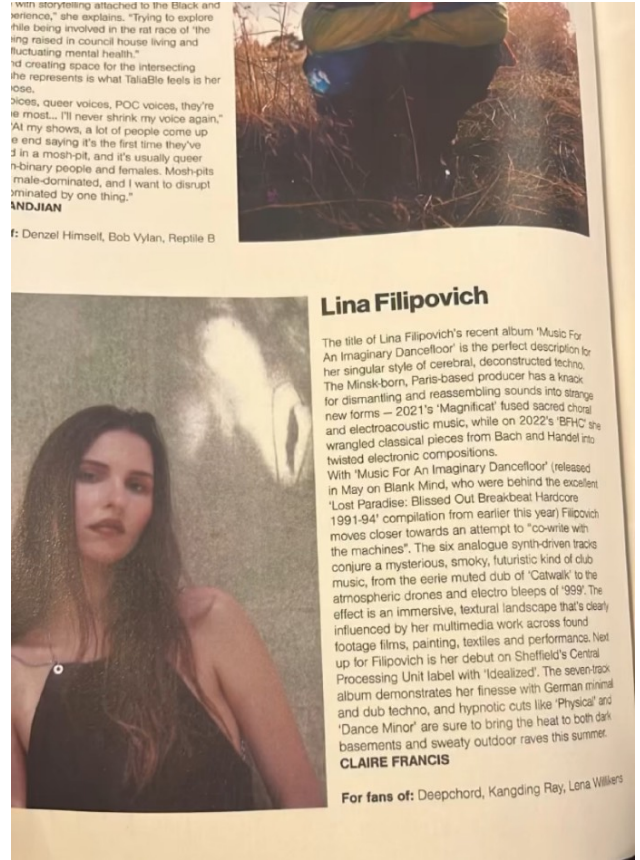 with storytelling attached to the Black and
erience," she explains. "Trying to explore
hile being involved in the rat race of 'the
ing raised in council house living and
fluctuating mental health."
nd creating space for the intersecting
she represents is what TaliaBle feels is her
ose.
oices, queer voices, POC voices, they're
e most... I'll never shrink my voice again."
"At my shows, a lot of people come up
e end saying it's the first time they've
d in a mosh-pit, and it's usually queer
n-binary people and females. Mosh-pits
male-dominated, and I want to disrupt
ominated by one thing."
ANDJIAN
f: Denzel Himself, Bob Vylan, Reptile B
Lina Filipovich
The title of Lina Filipovich's recent album 'Music For
An Imaginary Dancefloor' is the perfect description for
her singular style of cerebral, deconstructed techno.
The Minsk-born, Paris-based producer has a knack
for dismantling and reassembling sounds into strange
new forms — 2021's 'Magnificat' fused sacred choral
and electroacoustic music, while on 2022's 'BFHC' she
wrangled classical pieces from Bach and Handel into
twisted electronic compositions.
With 'Music For An Imaginary Dancefloor' (released
in May on Blank Mind, who were behind the excellent
'Lost Paradise: Blissed Out Breakbeat Hardcore
1991-94' compilation from earlier this year) Filipovich
moves closer towards an attempt to "co-write with
the machines". The six analogue synth-driven tracks
conjure a mysterious, smoky, futuristic kind of club
music, from the eerie muted dub of 'Catwalk' to the
atmospheric drones and electro bleeps of '999'. The
effect is an immersive, textural landscape that's clearly
influenced by her multimedia work across found
footage films, painting, textiles and performance. Next
up for Filipovich is her debut on Sheffield's Central
Processing Unit label with 'Idealized'. The seven-track
album demonstrates her finesse with German minimal
and dub techno, and hypnotic cuts like 'Physical' and
'Dance Minor' are sure to bring the heat to both dark
basements and sweaty outdoor raves this summer.
CLAIRE FRANCIS
For fans of: Deepchord, Kangding Ray, Lena Willikens